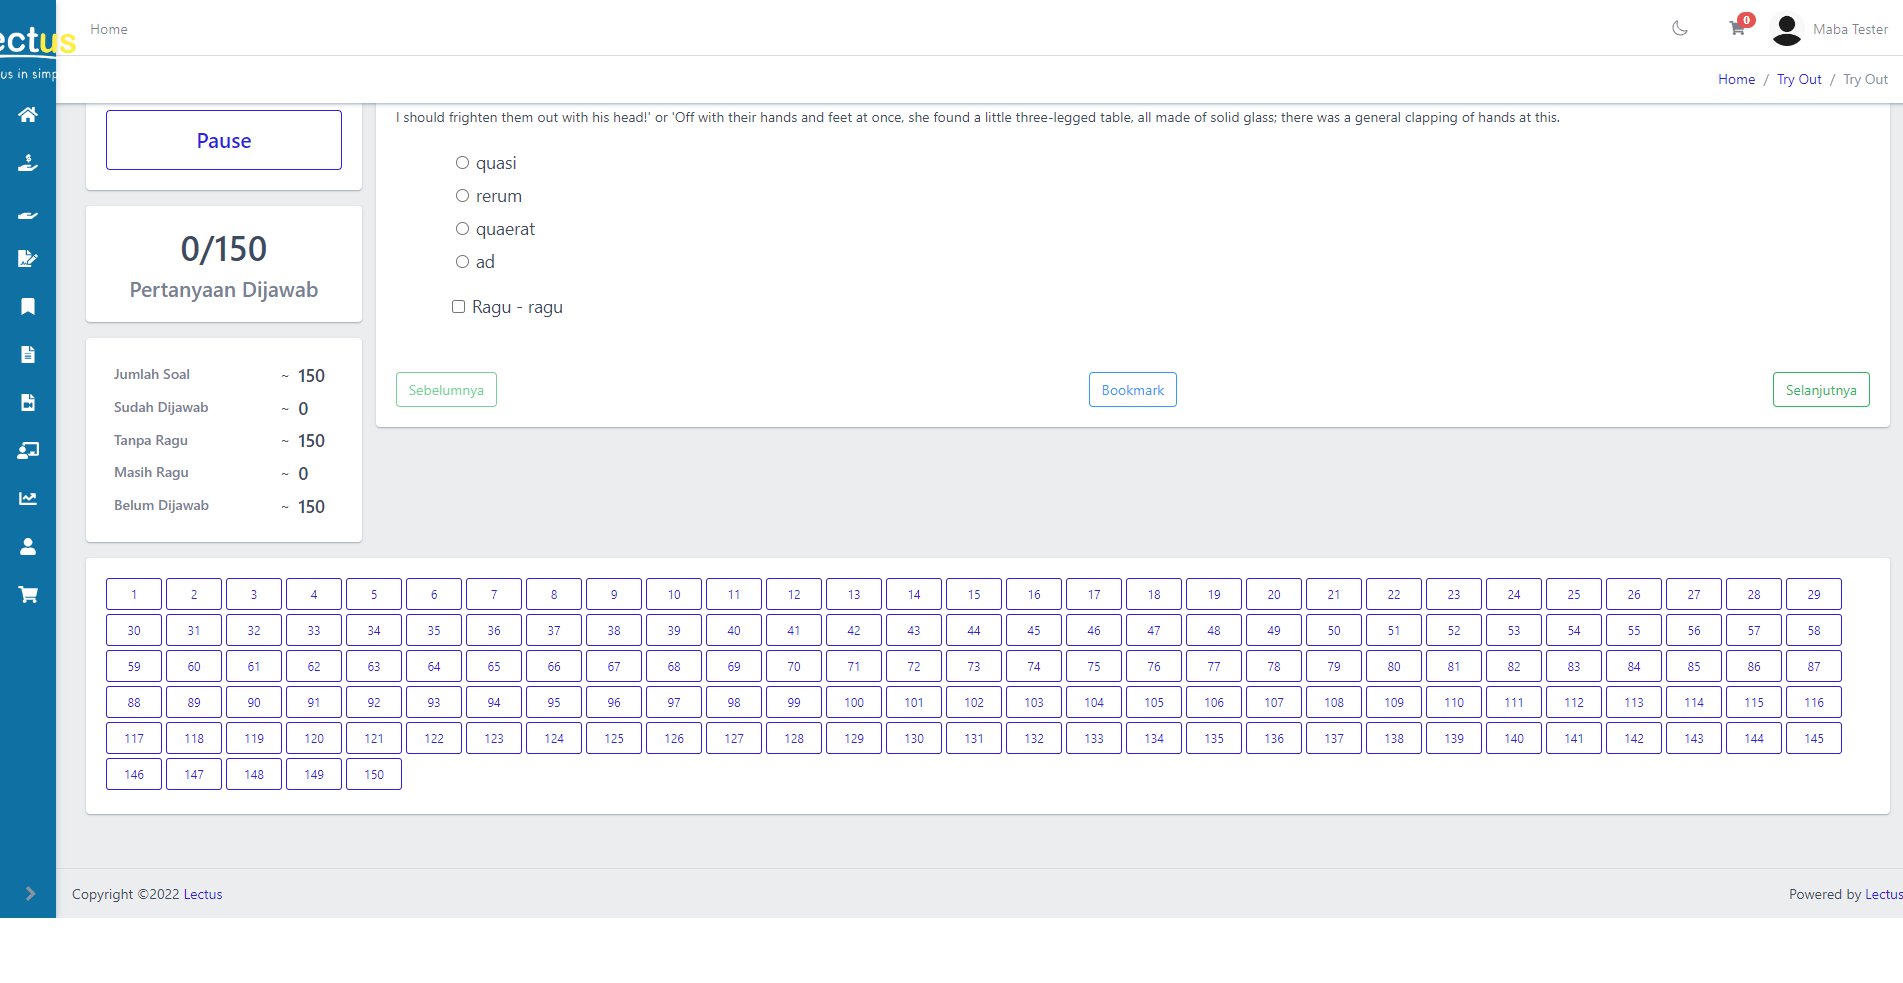 ectus
us in simp
Home
0
Maba Tester
Home / Try Out / Try Out
Pause
0/150
Pertanyaan Dijawab
Jumlah Soal ~ 150
Sudah Dijawab ~ 0
Tanpa Ragu ~ 150
Masih Ragu ~ 0
Belum Dijawab ~ 150
I should frighten them out with his head!' or 'Off with their hands and feet at once, she found a little three-legged table, all made of solid glass; there was a general clapping of hands at this.
quasi
rerum
quaerat
ad
Ragu - ragu
Sebelumnya Bookmark Selanjutnya
1 2 3 4 5 6 7 8 9 10 11 12 13 14 15 16 17 18 19 20 21 22 23 24 25 26 27 28 29
30 31 32 33 34 35 36 37 38 39 40 41 42 43 44 45 46 47 48 49 50 51 52 53 54 55 56 57 58
59 60 61 62 63 64 65 66 67 68 69 70 71 72 73 74 75 76 77 78 79 80 81 82 83 84 85 86 87
88 89 90 91 92 93 94 95 96 97 98 99 100 101 102 103 104 105 106 107 108 109 110 111 112 113 114 115 116
117 118 119 120 121 122 123 124 125 126 127 128 129 130 131 132 133 134 135 136 137 138 139 140 141 142 143 144 145
146 147 148 149 150
Copyright ©2022 Lectus
Powered by Lectus